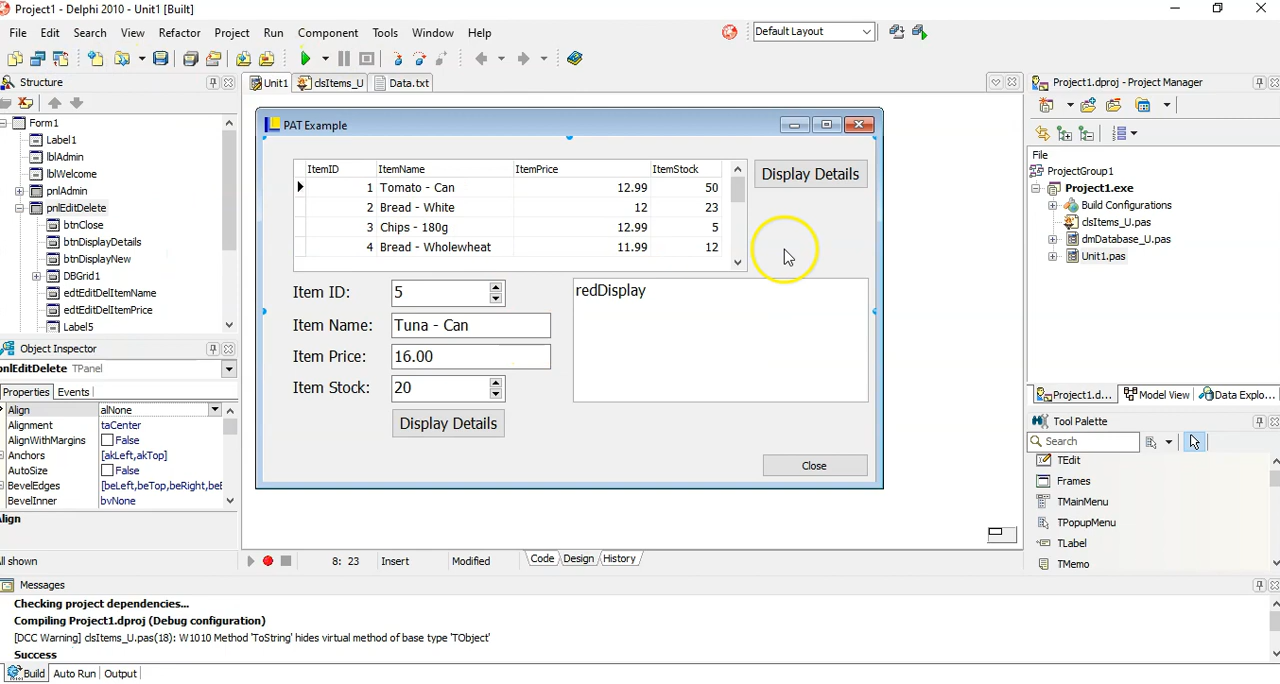 Project1 - Delphi 2010 - Unit1 [Built]
File Edit Search View Refactor Project Run Component Tools Window Help
Default Layout
Structure
Unit1 clsItems_U Data.txt
Project1.dproj - Project Manager
Form1
Label1
lblAdmin
lblWelcome
pnlAdmin
pnlEditDelete
btnClose
btnDisplayDetails
btnDisplayNew
DBGrid1
edtEditDelItemName
edtEditDelItemPrice
Label5
PAT Example
ItemID ItemName ItemPrice ItemStock
1 Tomato - Can 12.99 50
2 Bread - White 12 23
3 Chips - 180g 12.99 5
4 Bread - Wholewheat 11.99 12
Display Details
Item ID: 5
Item Name: Tuna - Can
Item Price: 16.00
Item Stock: 20
Display Details
redDisplay
Close
File
ProjectGroup1
Project1.exe
Build Configurations
clsItems_U.pas
dmDatabase_U.pas
Unit1.pas
Object Inspector
pnlEditDelete TPanel
Properties Events
Align alNone
Alignment taCenter
AlignWithMargins False
Anchors [akLeft,akTop]
AutoSize False
BevelEdges [beLeft,beTop,beRight,be
BevelInner bvNone
Align
All shown
8: 23 Insert Modified Code Design History
Project1.d... Model View Data Explo...
Tool Palette
Search
TEdit
Frames
TMainMenu
TPopupMenu
TLabel
TMemo
Messages
Checking project dependencies...
Compiling Project1.dproj (Debug configuration)
[DCC Warning] clsItems_U.pas(18): W1010 Method 'ToString' hides virtual method of base type 'TObject'
Success
Build Auto Run Output